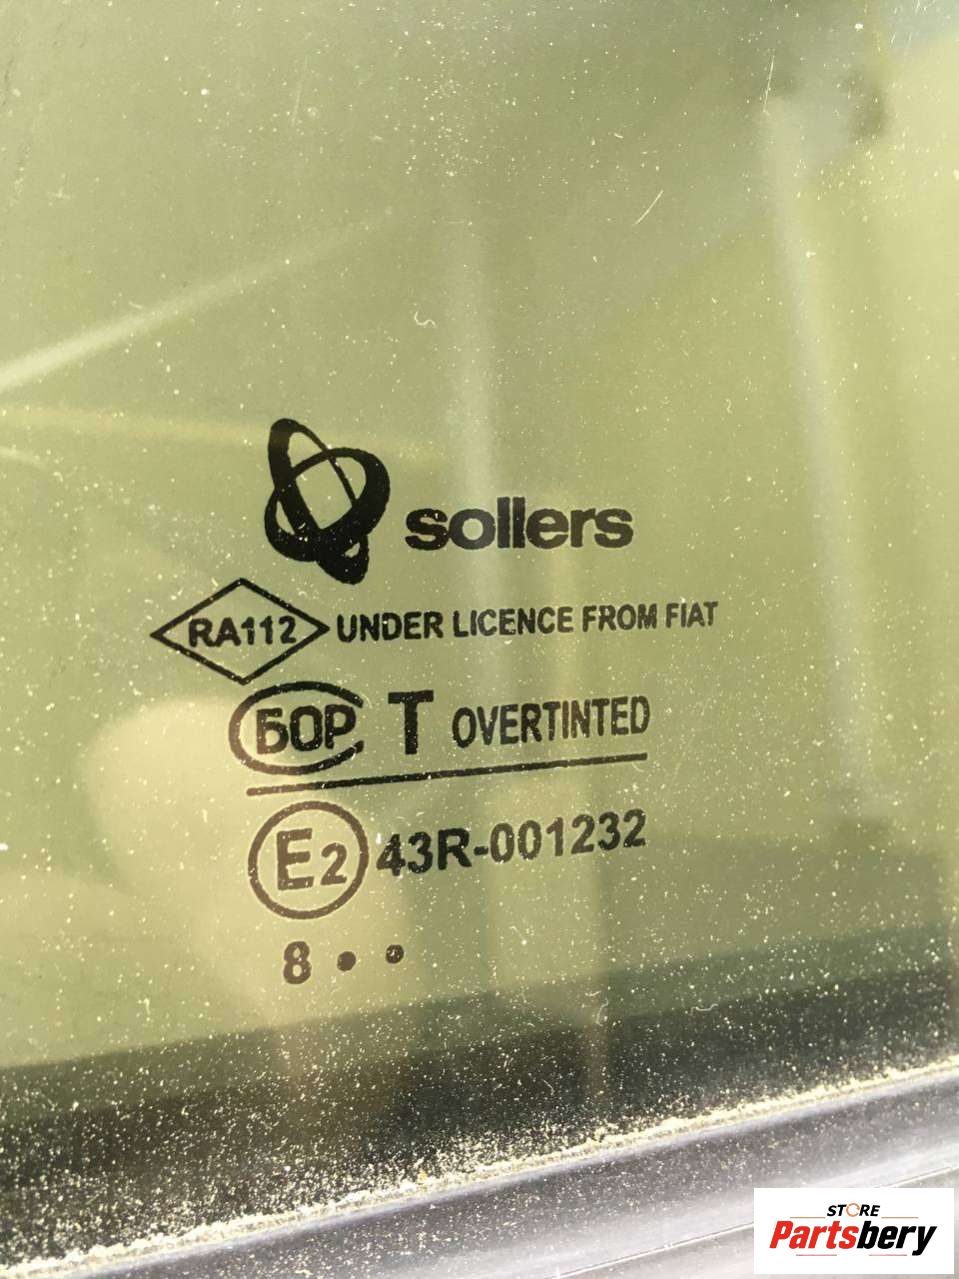 sollers
RA112 UNDER LICENCE FROM FIAT
БОР T OVERTINTED
E2 43R-001232
8 • •
STORE
Partsbery